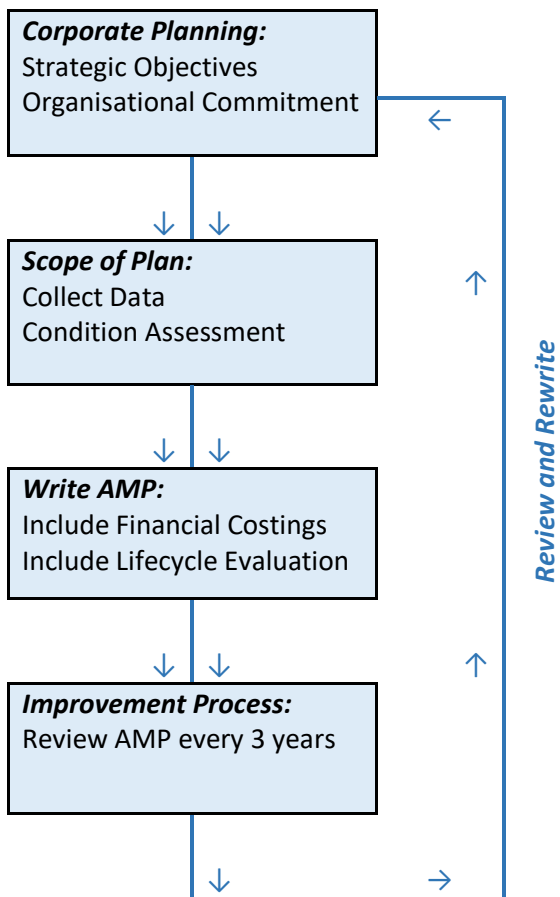 Corporate Planning:
Strategic Objectives
Organisational Commitment
Scope of Plan:
Collect Data
Condition Assessment
Write AMP:
Include Financial Costings
Include Lifecycle Evaluation
Improvement Process:
Review AMP every 3 years
Review and Rewrite